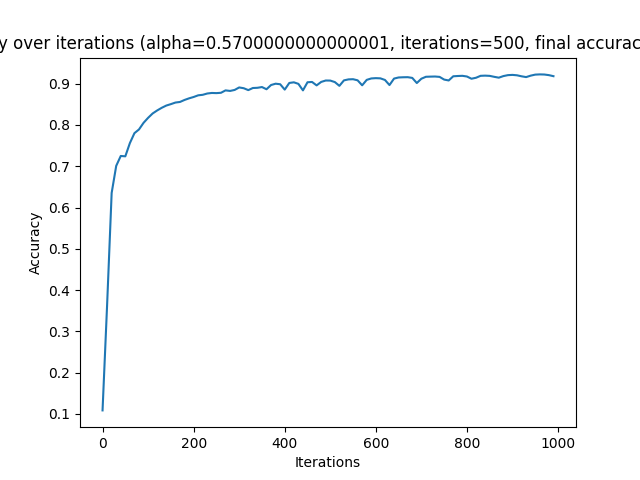 y over iterations (alpha=0.5700000000000001, iterations=500, final accurac
0.9
0.8
0.7
0.6
0.5
0.4
0.3
0.2
0.1
Accuracy
0 200 400 600 800 1000
Iterations